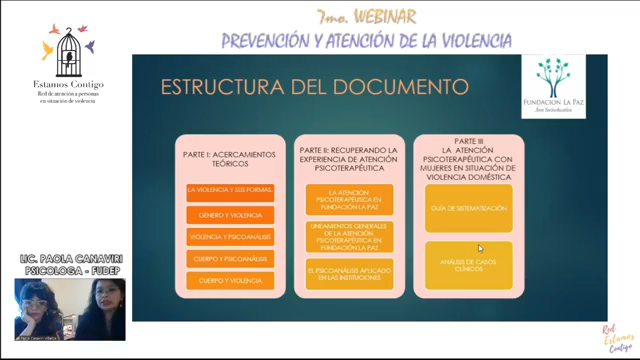 7mo. WEBINAR
PREVENCIÓN Y ATENCIÓN DE LA VIOLENCIA
Estamos Contigo
Red de atención a personas
en situación de violencia
ESTRUCTURA DEL DOCUMENTO
FUNDACION LA PAZ
Area Socioeducativa
PARTE I: ACERCAMIENTOS
TEÓRICOS
LA VIOLENCIA Y SUS FORMAS
GÉNERO Y VIOLENCIA
VIOLENCIA Y PSICOANÁLISIS
CUERPO Y PSICOANÁLISIS
CUERPO Y VIOLENCIA
PARTE II: RECUPERANDO LA
EXPERIENCIA DE ATENCIÓN
PSICOTERAPÉUTICA
LA ATENCIÓN
PSICOTERAPÉUTICA EN
FUNDACIÓN LA PAZ
LINEAMIENTOS GENERALES
DE LA ATENCIÓN
PSICOTERAPÉUTICA EN
FUNDACIÓN LA PAZ
EL PSICOANÁLISIS APLICADO
EN LAS INSTITUCIONES
PARTE III
LA ATENCIÓN
PSICOTERAPÉUTICA CON
MUJERES EN SITUACIÓN DE
VIOLENCIA DOMÉSTICA
GUÍA DE SISTEMATIZACIÓN
ANÁLISIS DE CASOS
CLÍNICOS
LIC. PAOLA CANAVIRI
PSICOLOGA - FUDEP
Red
Estamos
Contigo